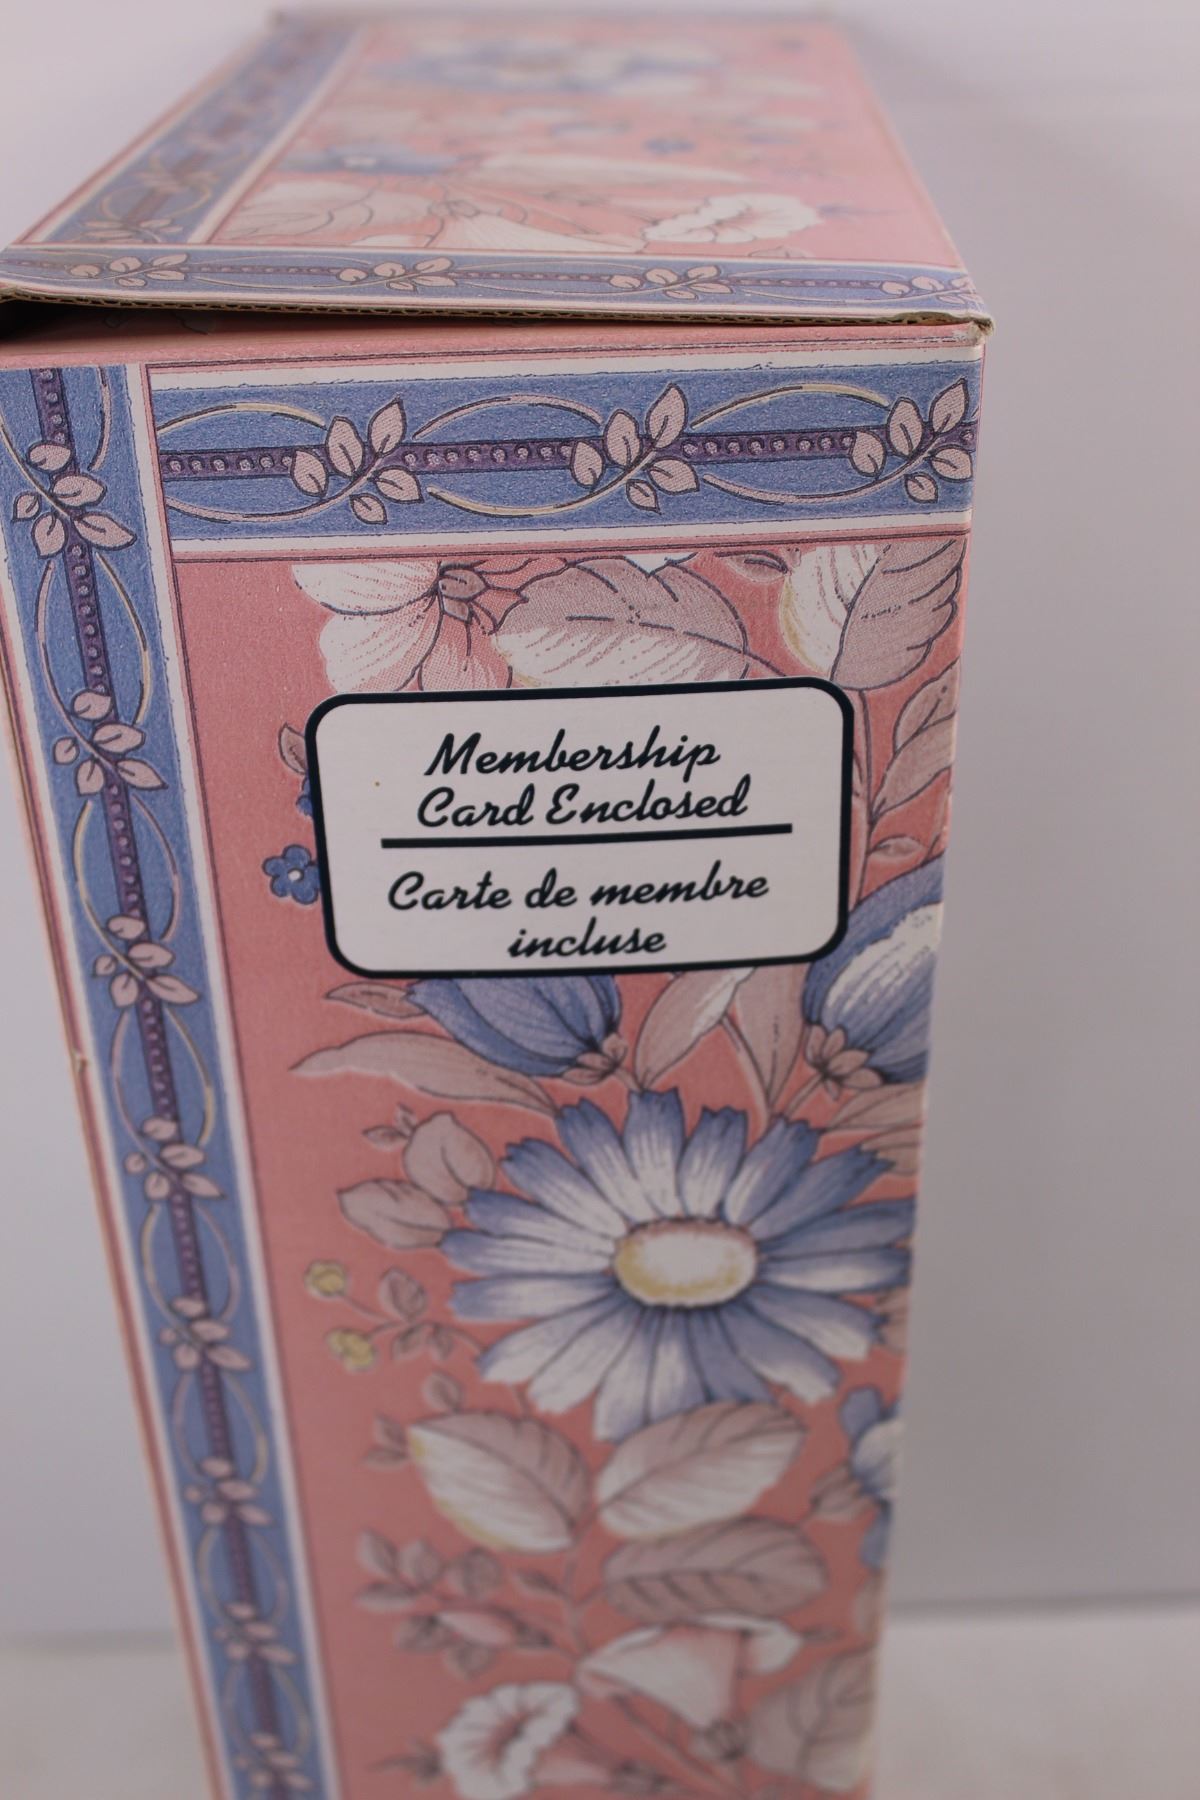 Membership
Card Enclosed
Carte de membre
incluse